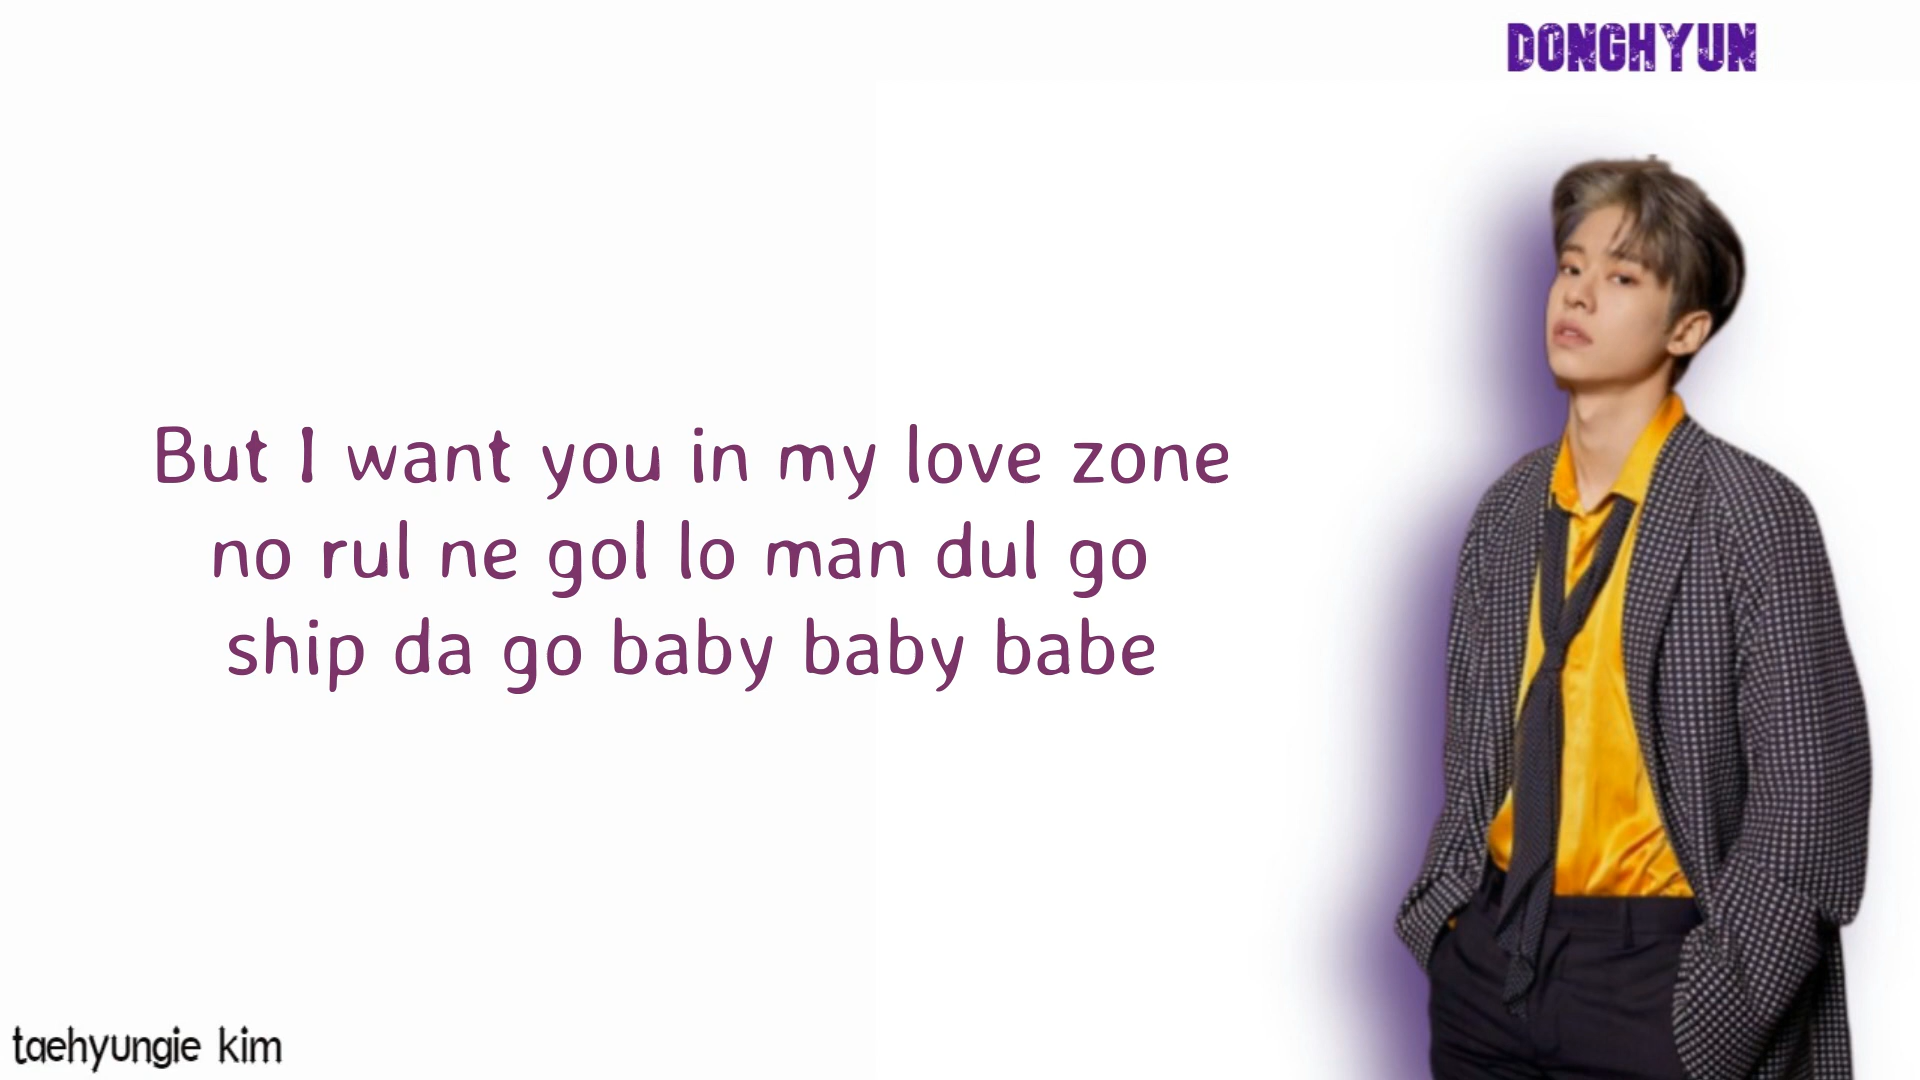 DONGHYUN
But I want you in my love zone
no rul ne gol lo man dul go
ship da go baby baby babe
taehyungie kim